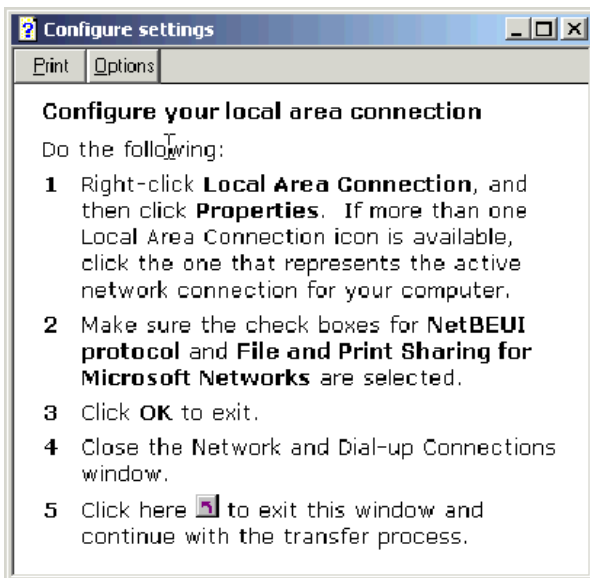 Configure settings
Print Options
Configure your local area connection
Do the following:
1 Right-click Local Area Connection, and
then click Properties. If more than one
Local Area Connection icon is available,
click the one that represents the active
network connection for your computer.
2 Make sure the check boxes for NetBEUI
protocol and File and Print Sharing for
Microsoft Networks are selected.
3 Click OK to exit.
4 Close the Network and Dial-up Connections
window.
5 Click here to exit this window and
continue with the transfer process.